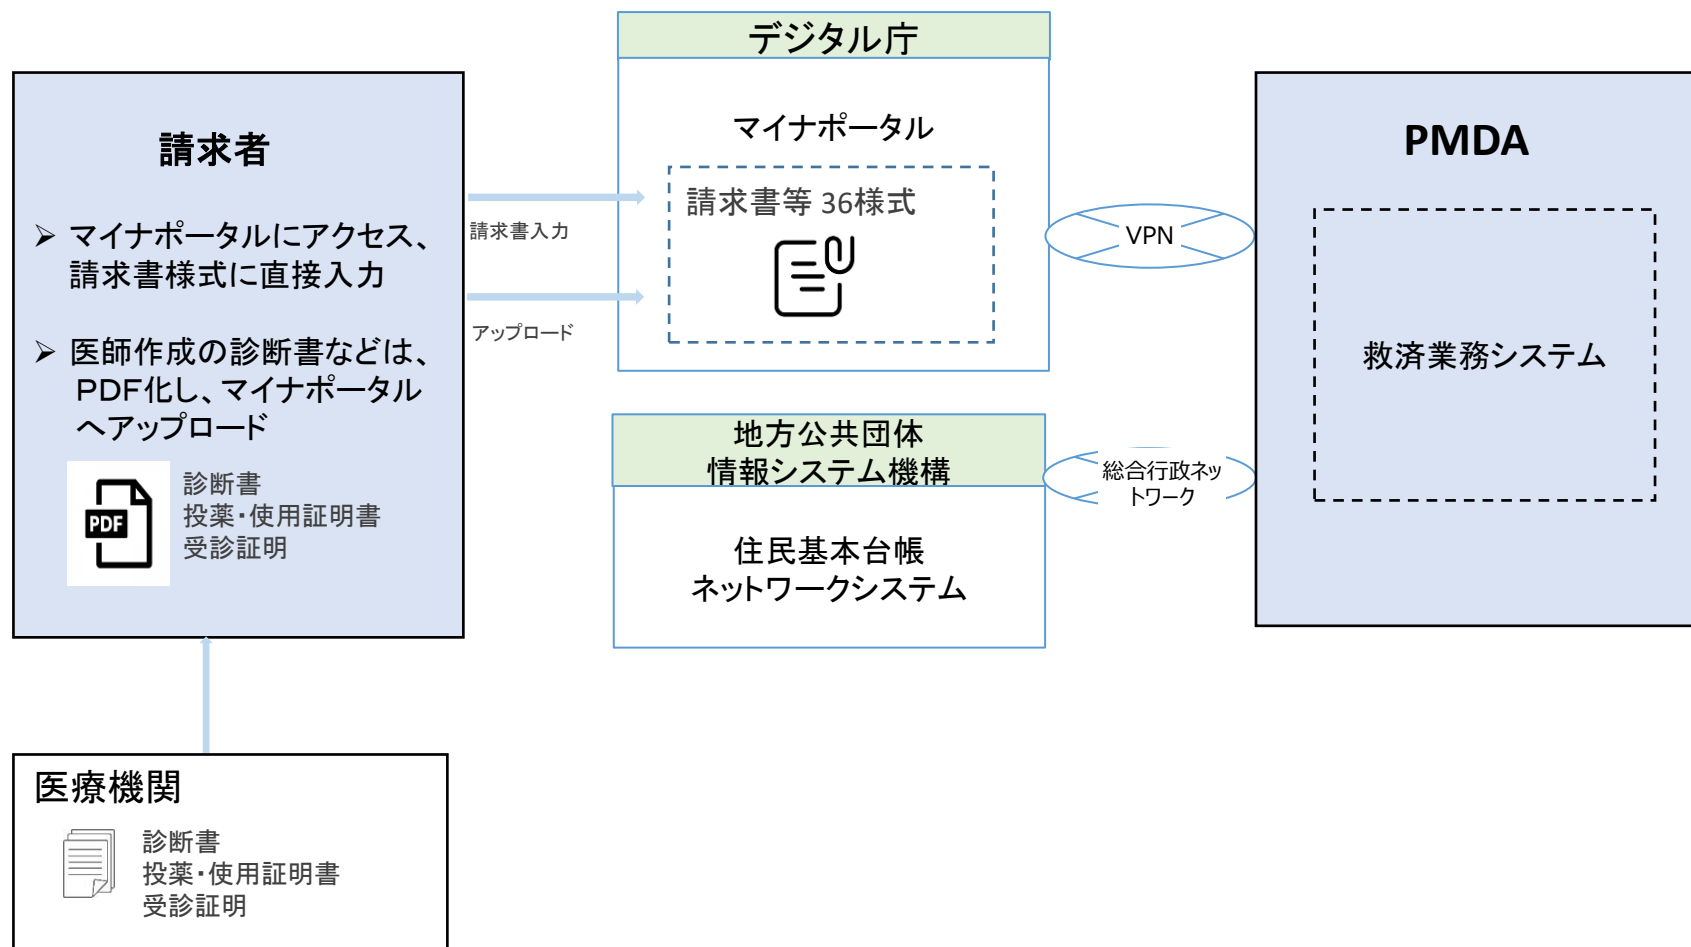 請求者
➢ マイナポータルにアクセス、
請求書様式に直接入力
➢ 医師作成の診断書などは、
PDF化し、マイナポータル
へアップロード
PDF
診断書
投薬・使用証明書
受診証明
請求書入力
アップロード
デジタル庁
マイナポータル
請求書等 36様式
地方公共団体
情報システム機構
住民基本台帳
ネットワークシステム
VPN
総合行政ネッ
トワーク
PMDA
救済業務システム
医療機関
診断書
投薬・使用証明書
受診証明